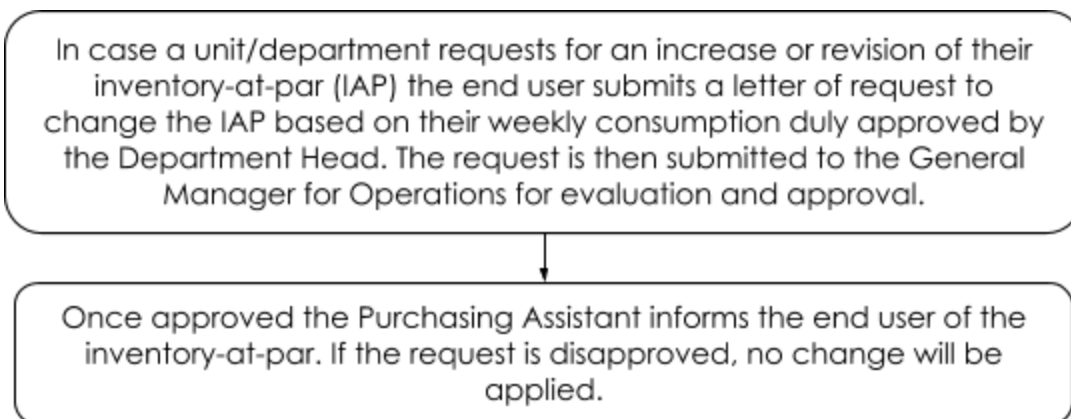 In case a unit/department requests for an increase or revision of their
inventory-at-par (IAP) the end user submits a letter of request to
change the IAP based on their weekly consumption duly approved by
the Department Head. The request is then submitted to the General
Manager for Operations for evaluation and approval.
Once approved the Purchasing Assistant informs the end user of the
inventory-at-par. If the request is disapproved, no change will be
applied.